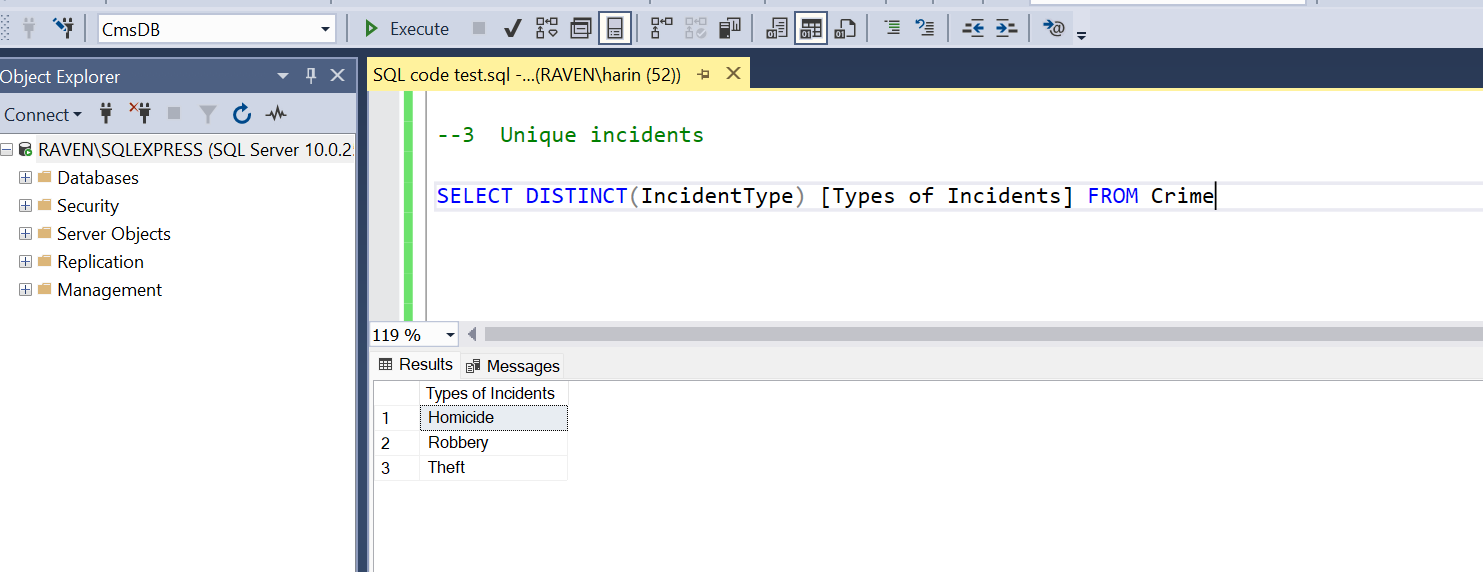 CmsDB
Execute
Object Explorer
Connect
RAVEN\SQLEXPRESS (SQL Server 10.0.2
Databases
Security
Server Objects
Replication
Management
SQL code test.sql -...(RAVEN\harin (52))
--3  Unique incidents
SELECT DISTINCT(IncidentType) [Types of Incidents] FROM Crime
119 %
Results Messages
Types of Incidents
1 Homicide
2 Robbery
3 Theft